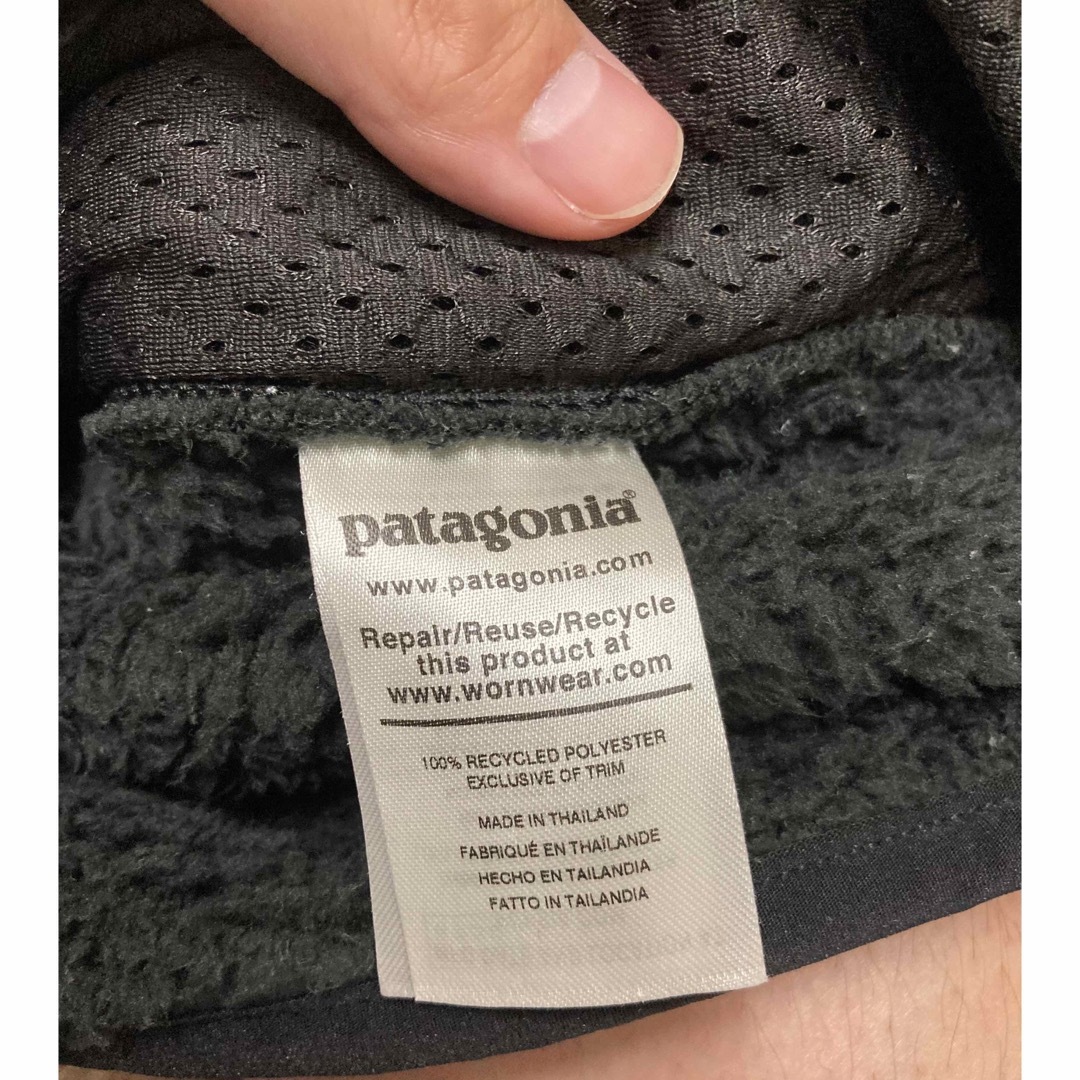 patagonia®
www.patagonia.com
Repair/Reuse/Recycle
this product at
www.wornwear.com
100% RECYCLED POLYESTER
EXCLUSIVE OF TRIM
MADE IN THAILAND
FABRIQUÉ EN THAÏLANDE
HECHO EN TAILANDIA
FATTO IN TAILANDIA